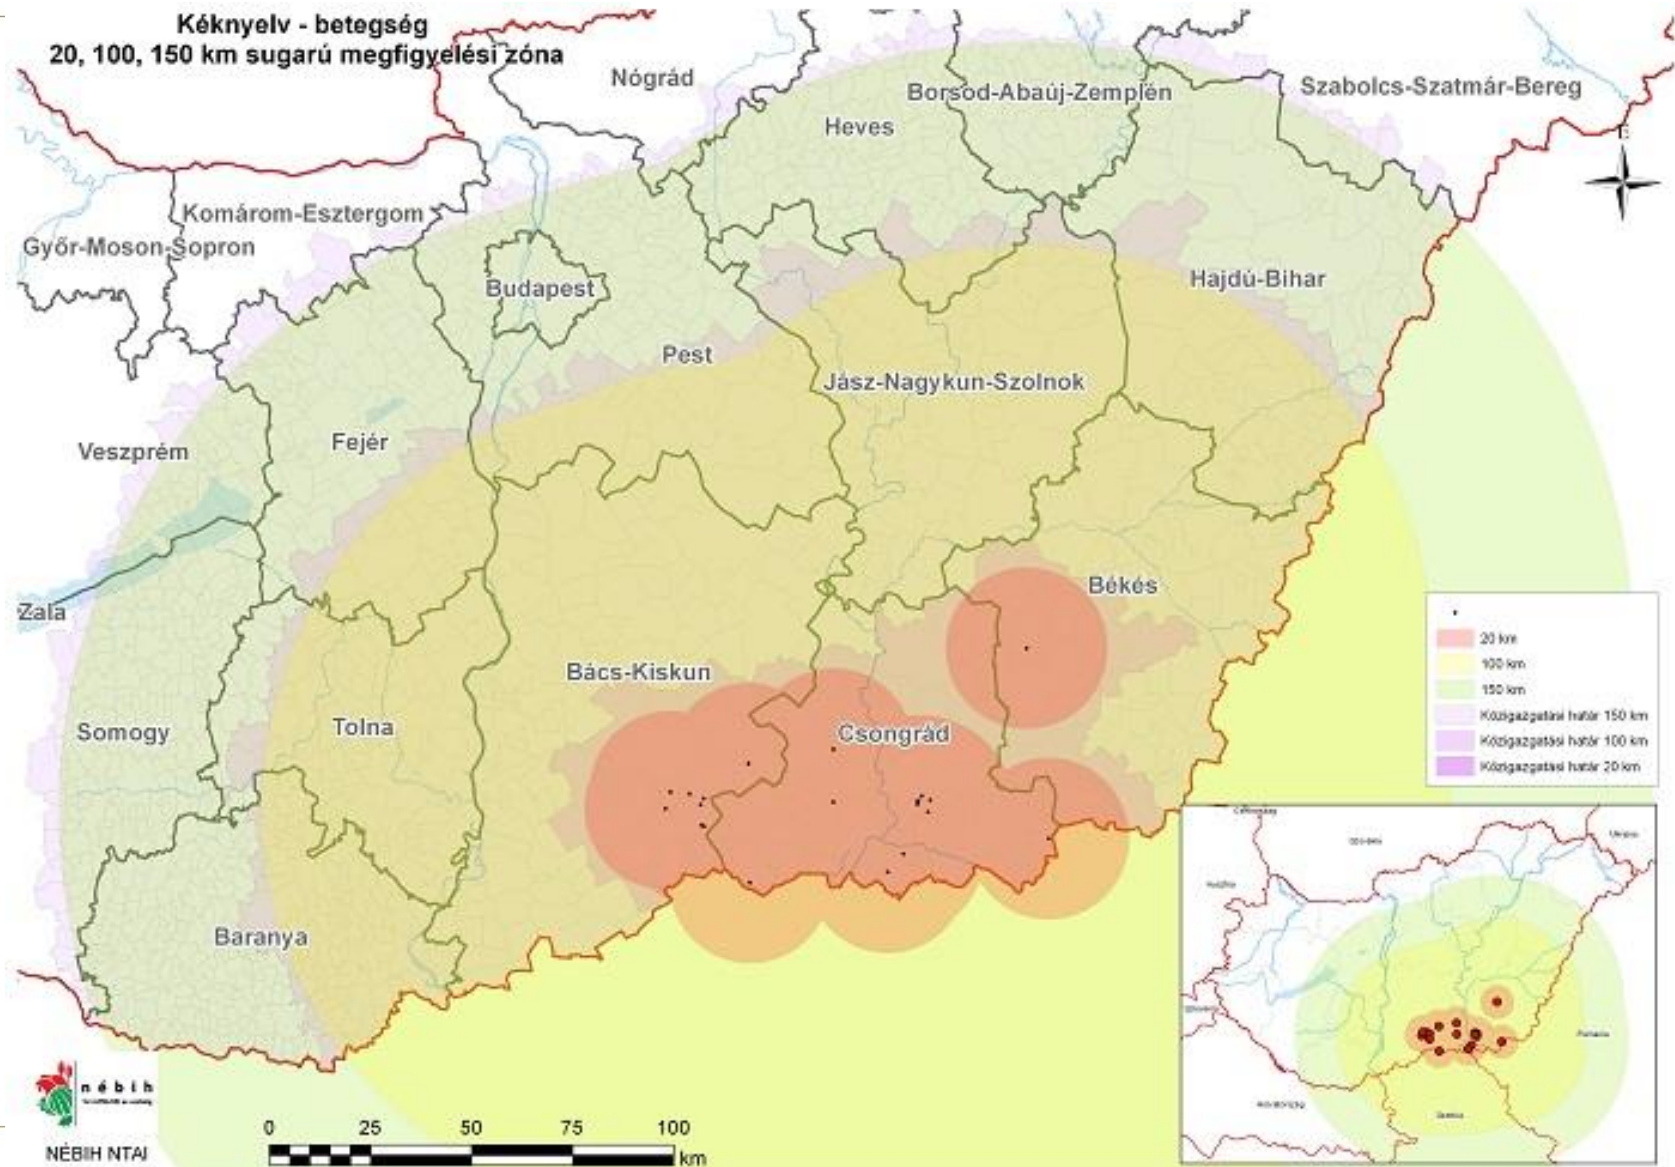 Kéknyelv - betegség
20, 100, 150 km sugarú megfigyelési zóna
Nógrád
Borsod-Abaúj-Zemplén
Szabolcs-Szatmár-Bereg
Heves
Komárom-Esztergom
Győr-Moson-Sopron
Budapest
Hajdú-Bihar
Pest
Jász-Nagykun-Szolnok
Veszprém
Fejér
Békés
Zala
Bács-Kiskun
Somogy
Tolna
Csongrád
Baranya
20 km
100 km
150 km
Közigazgatási határ 150 km
Közigazgatási határ 100 km
Közigazgatási határ 20 km
nébih
NÉBIH NTAI
0 25 50 75 100
km